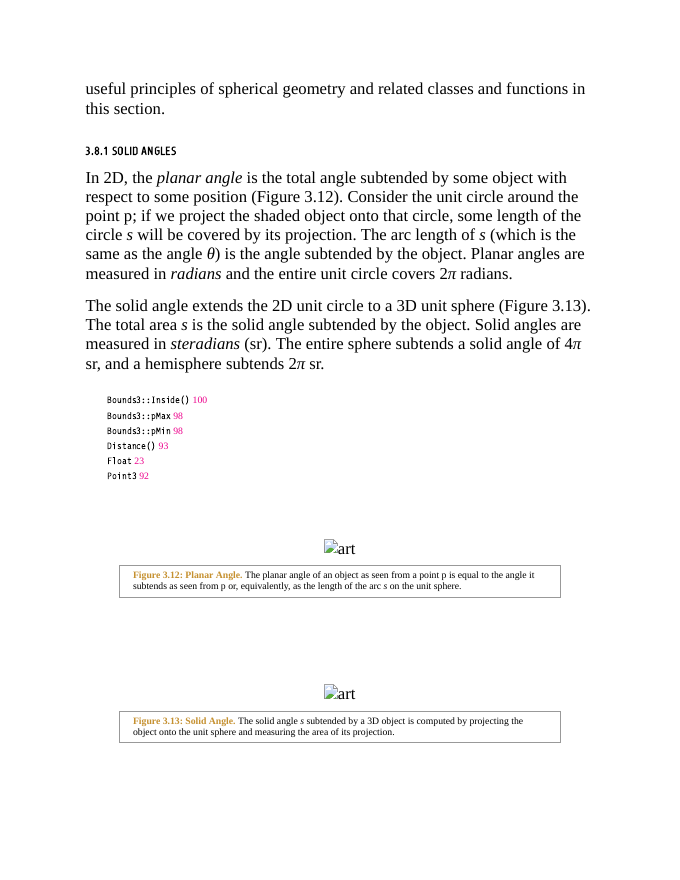 useful principles of spherical geometry and related classes and functions in
this section.
3.8.1 SOLID ANGLES
In 2D, the planar angle is the total angle subtended by some object with
respect to some position (Figure 3.12). Consider the unit circle around the
point p; if we project the shaded object onto that circle, some length of the
circle s will be covered by its projection. The arc length of s (which is the
same as the angle θ) is the angle subtended by the object. Planar angles are
measured in radians and the entire unit circle covers 2π radians.
The solid angle extends the 2D unit circle to a 3D unit sphere (Figure 3.13).
The total area s is the solid angle subtended by the object. Solid angles are
measured in steradians (sr). The entire sphere subtends a solid angle of 4π
sr, and a hemisphere subtends 2π sr.
Bounds3::Inside() 100
Bounds3::pMax 98
Bounds3::pMin 98
Distance() 93
Float 23
Point3 92
art
Figure 3.12: Planar Angle. The planar angle of an object as seen from a point p is equal to the angle it
subtends as seen from p or, equivalently, as the length of the arc s on the unit sphere.
art
Figure 3.13: Solid Angle. The solid angle s subtended by a 3D object is computed by projecting the
object onto the unit sphere and measuring the area of its projection.